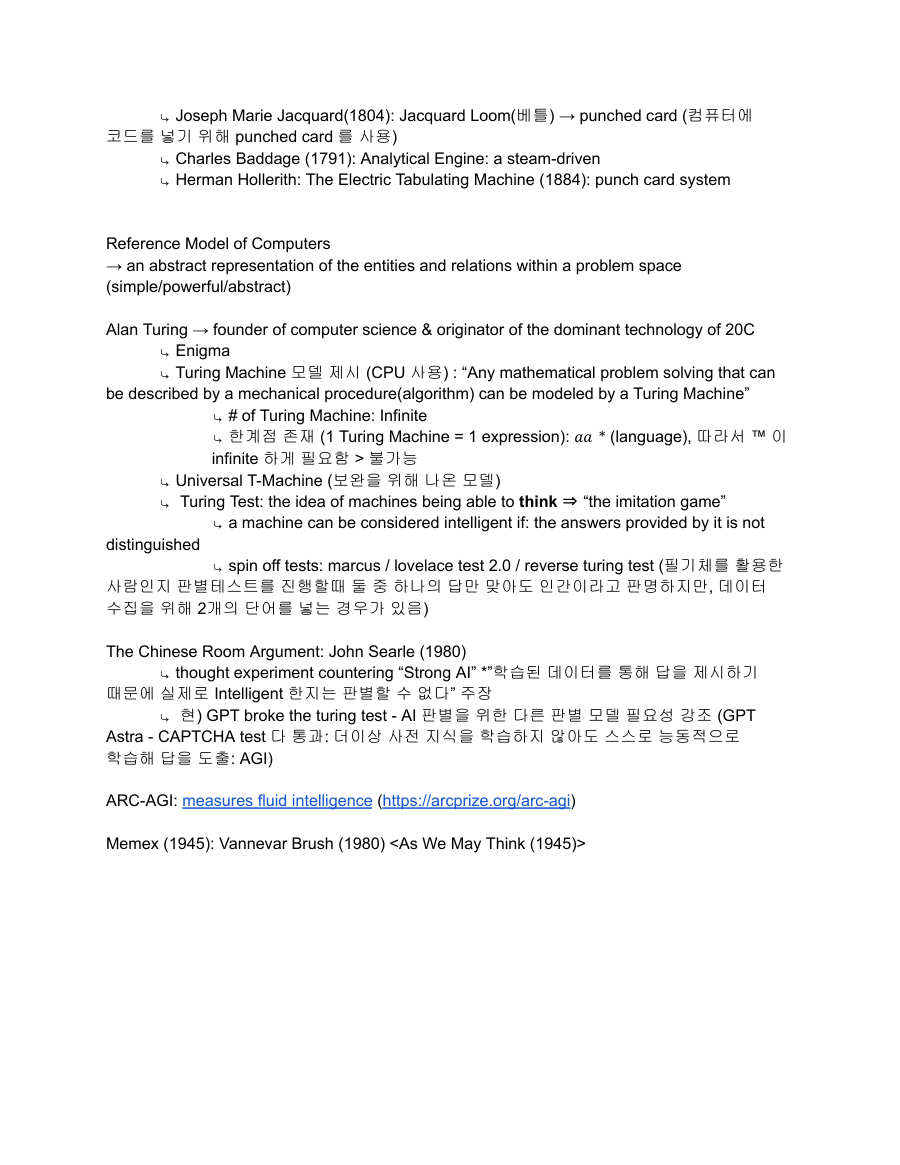 ↳ Joseph Marie Jacquard(1804): Jacquard Loom(베틀) → punched card (컴퓨터에
코드를 넣기 위해 punched card 를 사용)
↳ Charles Baddage (1791): Analytical Engine: a steam-driven
↳ Herman Hollerith: The Electric Tabulating Machine (1884): punch card system
Reference Model of Computers
→ an abstract representation of the entities and relations within a problem space
(simple/powerful/abstract)
Alan Turing → founder of computer science & originator of the dominant technology of 20C
↳ Enigma
↳ Turing Machine 모델 제시 (CPU 사용) : “Any mathematical problem solving that can
be described by a mechanical procedure(algorithm) can be modeled by a Turing Machine”
↳ # of Turing Machine: Infinite
↳ 한계점 존재 (1 Turing Machine = 1 expression): 𝑎𝑎 * (language), 따라서 ™ 이
infinite 하게 필요함 > 불가능
↳ Universal T-Machine (보완을 위해 나온 모델)
↳ Turing Test: the idea of machines being able to think ⇒ “the imitation game”
↳ a machine can be considered intelligent if: the answers provided by it is not
distinguished
↳ spin off tests: marcus / lovelace test 2.0 / reverse turing test (필기체를 활용한
사람인지 판별테스트를 진행할때 둘 중 하나의 답만 맞아도 인간이라고 판명하지만, 데이터
수집을 위해 2개의 단어를 넣는 경우가 있음)
The Chinese Room Argument: John Searle (1980)
↳ thought experiment countering “Strong AI” *”학습된 데이터를 통해 답을 제시하기
때문에 실제로 Intelligent 한지는 판별할 수 없다” 주장
↳ 현) GPT broke the turing test - AI 판별을 위한 다른 판별 모델 필요성 강조 (GPT
Astra - CAPTCHA test 다 통과: 더이상 사전 지식을 학습하지 않아도 스스로 능동적으로
학습해 답을 도출: AGI)
ARC-AGI: measures fluid intelligence (https://arcprize.org/arc-agi)
Memex (1945): Vannevar Brush (1980) <As We May Think (1945)>